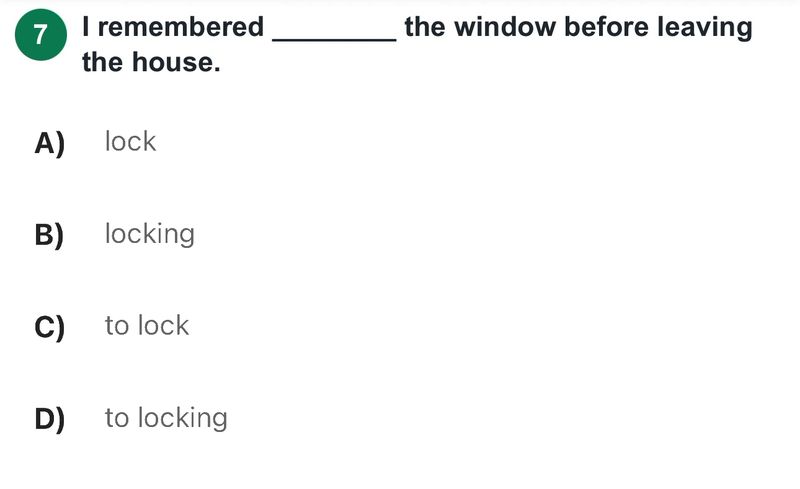 7 I remembered ________ the window before leaving
the house.
A) lock
B) locking
C) to lock
D) to locking